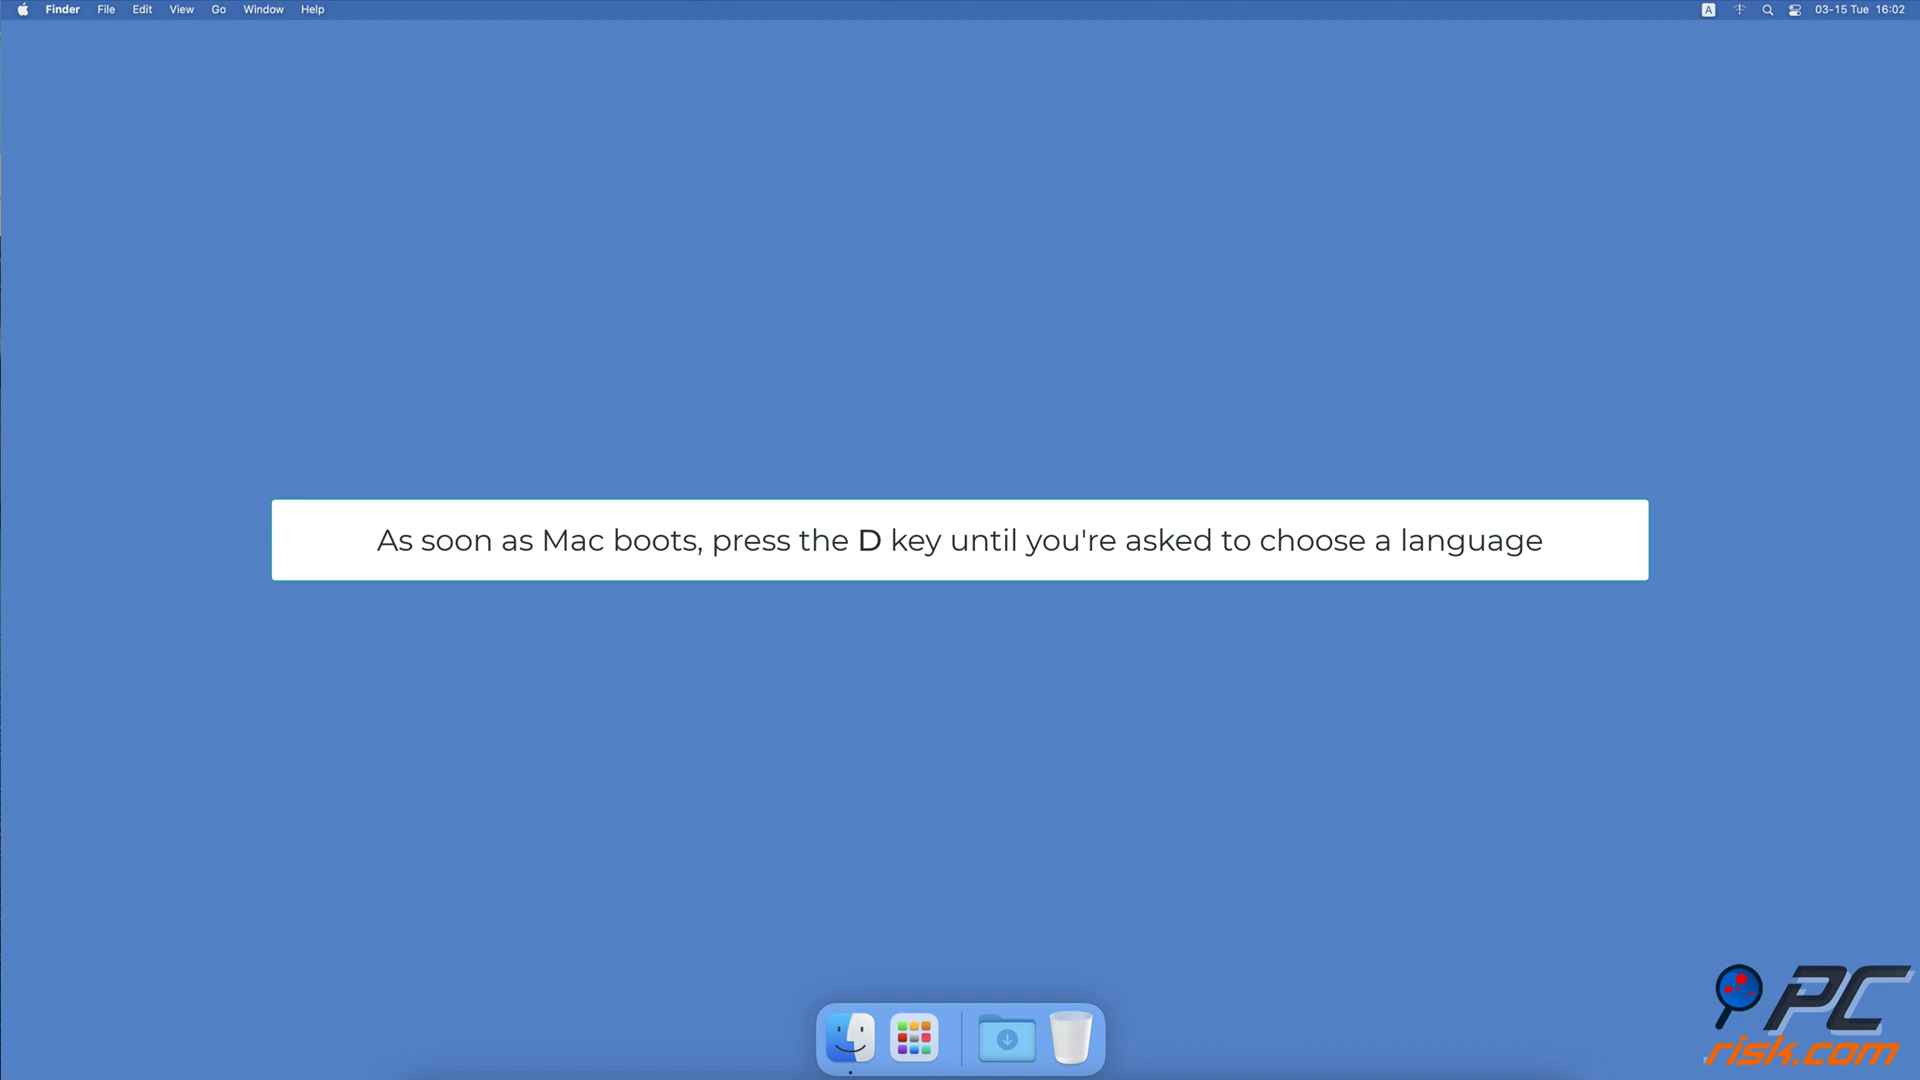 Finder File Edit View Go Window Help
A 03-15 Tue 16:02
As soon as Mac boots, press the D key until you're asked to choose a language
PC
risk.com